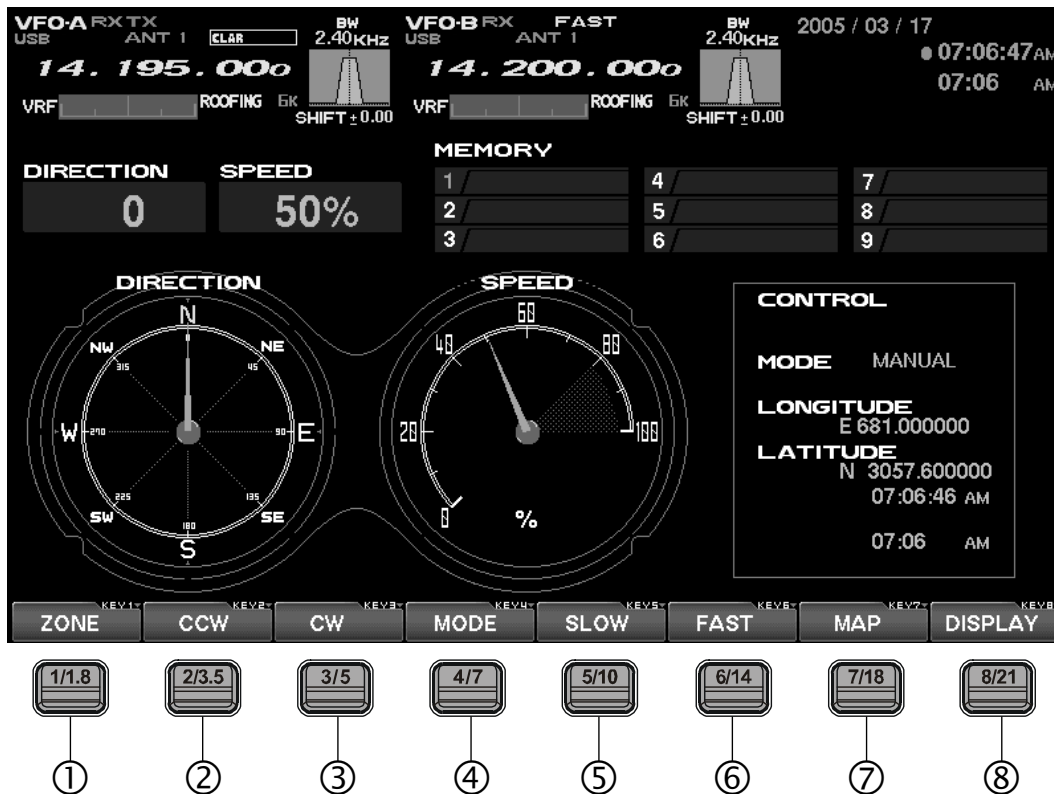 VFO-A RX TX
USB ANT 1 CLAR
BW
2.40 KHz
14. 195. 000
VRF ROOFING 6K
SHIFT ± 0.00
VFO-B RX FAST
USB ANT 1
BW
2.40 KHz
14. 200. 000
VRF ROOFING 6K
SHIFT ± 0.00
2005 / 03 / 17
07:06:47 AM
07:06 AM
DIRECTION SPEED
0 50%
MEMORY
1 4 7
2 5 8
3 6 9
DIRECTION
N
NW NE
315 45
W 270 90 E
225 135
SW 180 SE
S
SPEED
60
40 80
20 100
0 %
CONTROL
MODE MANUAL
LONGITUDE
E 681.000000
LATITUDE
N 3057.600000
07:06:46 AM
07:06 AM
KEY1 KEY2 KEY3 KEY4 KEY5 KEY6 KEY7 KEY8
ZONE CCW CW MODE SLOW FAST MAP DISPLAY
1/1.8 2/3.5 3/5 4/7 5/10 6/14 7/18 8/21
① ② ③ ④ ⑤ ⑥ ⑦ ⑧